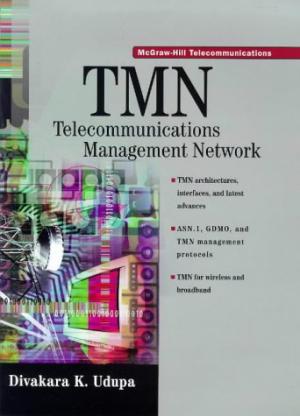 McGraw-Hill Telecommunications
TMN
Telecommunications
Management Network
TMN architectures,
interfaces, and latest
advances
ASN.1, GDMO, and
TMN management
protocols
TMN for wireless and
broadband
Divakara K. Udupa